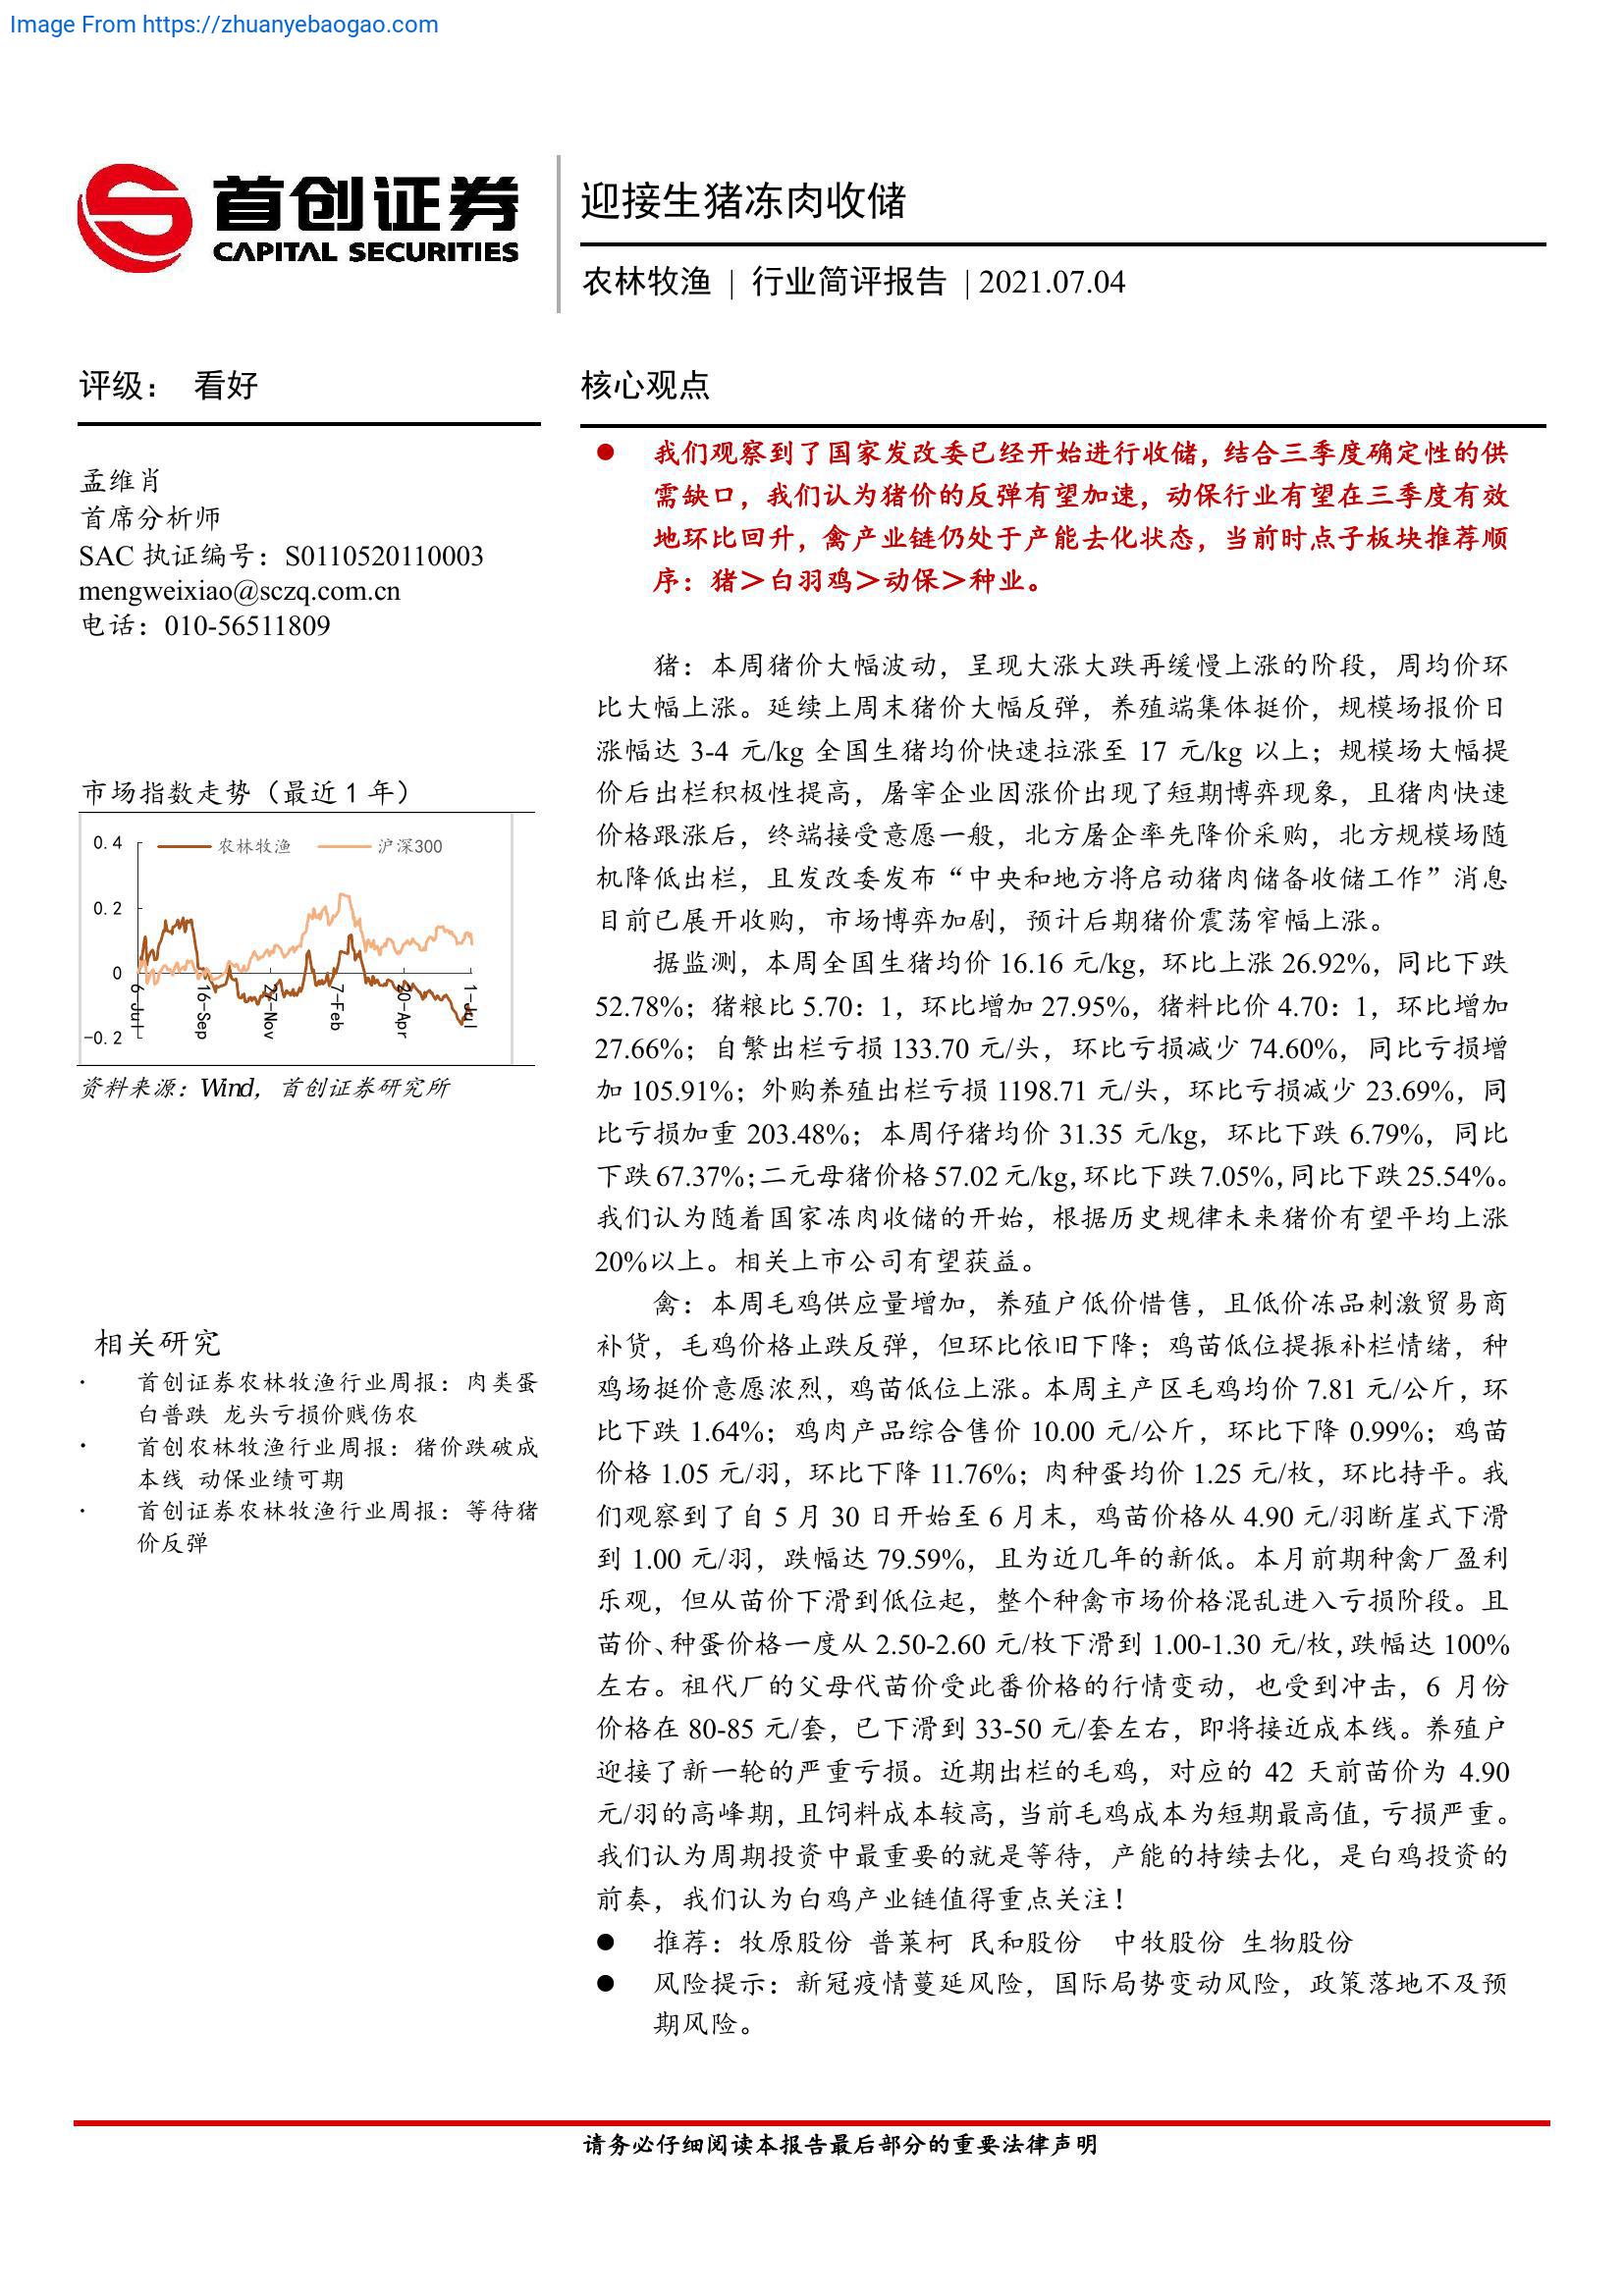 Image From https://zhuanyebaogao.com
首创证券
CAPITAL SECURITIES
迎接生猪冻肉收储
农林牧渔 | 行业简评报告 | 2021.07.04
评级： 看好
孟维肖
首席分析师
SAC 执证编号：S0110520110003
mengweixiao@sczq.com.cn
电话：010-56511809
市场指数走势（最近 1 年）
农林牧渔 沪深300
0.4
0.2
0
-0.2
6-Jul
16-Sep
27-Nov
7-Feb
20-Apr
1-Jul
资料来源：Wind，首创证券研究所
相关研究
· 首创证券农林牧渔行业周报：肉类蛋
白普跌 龙头亏损价贱伤农
· 首创农林牧渔行业周报：猪价跌破成
本线 动保业绩可期
· 首创证券农林牧渔行业周报：等待猪
价反弹
核心观点
● 我们观察到了国家发改委已经开始进行收储，结合三季度确定性的供
需缺口，我们认为猪价的反弹有望加速，动保行业有望在三季度有效
地环比回升，禽产业链仍处于产能去化状态，当前时点子板块推荐顺
序：猪＞白羽鸡＞动保＞种业。
猪：本周猪价大幅波动，呈现大涨大跌再缓慢上涨的阶段，周均价环
比大幅上涨。延续上周末猪价大幅反弹，养殖端集体挺价，规模场报价日
涨幅达 3-4 元/kg 全国生猪均价快速拉涨至 17 元/kg 以上；规模场大幅提
价后出栏积极性提高，屠宰企业因涨价出现了短期博弈现象，且猪肉快速
价格跟涨后，终端接受意愿一般，北方屠企率先降价采购，北方规模场随
机降低出栏，且发改委发布“中央和地方将启动猪肉储备收储工作”消息
目前已展开收购，市场博弈加剧，预计后期猪价震荡窄幅上涨。
据监测，本周全国生猪均价 16.16 元/kg，环比上涨 26.92%，同比下跌
52.78%；猪粮比 5.70：1，环比增加 27.95%，猪料比价 4.70：1，环比增加
27.66%；自繁出栏亏损 133.70 元/头，环比亏损减少 74.60%，同比亏损增
加 105.91%；外购养殖出栏亏损 1198.71 元/头，环比亏损减少 23.69%，同
比亏损加重 203.48%；本周仔猪均价 31.35 元/kg，环比下跌 6.79%，同比
下跌 67.37%；二元母猪价格 57.02 元/kg，环比下跌 7.05%，同比下跌 25.54%。
我们认为随着国家冻肉收储的开始，根据历史规律未来猪价有望平均上涨
20%以上。相关上市公司有望获益。
禽：本周毛鸡供应量增加，养殖户低价惜售，且低价冻品刺激贸易商
补货，毛鸡价格止跌反弹，但环比依旧下降；鸡苗低位提振补栏情绪，种
鸡场挺价意愿浓烈，鸡苗低位上涨。本周主产区毛鸡均价 7.81 元/公斤，环
比下跌 1.64%；鸡肉产品综合售价 10.00 元/公斤，环比下降 0.99%；鸡苗
价格 1.05 元/羽，环比下降 11.76%；肉种蛋均价 1.25 元/枚，环比持平。我
们观察到了自 5 月 30 日开始至 6 月末，鸡苗价格从 4.90 元/羽断崖式下滑
到 1.00 元/羽，跌幅达 79.59%，且为近几年的新低。本月前期种禽厂盈利
乐观，但从苗价下滑到低位起，整个种禽市场价格混乱进入亏损阶段。且
苗价、种蛋价格一度从 2.50-2.60 元/枚下滑到 1.00-1.30 元/枚，跌幅达 100%
左右。祖代厂的父母代苗价受此番价格的行情变动，也受到冲击，6 月份
价格在 80-85 元/套，已下滑到 33-50 元/套左右，即将接近成本线。养殖户
迎接了新一轮的严重亏损。近期出栏的毛鸡，对应的 42 天前苗价为 4.90
元/羽的高峰期，且饲料成本较高，当前毛鸡成本为短期最高值，亏损严重。
我们认为周期投资中最重要的就是等待，产能的持续去化，是白鸡投资的
前奏，我们认为白鸡产业链值得重点关注！
● 推荐：牧原股份 普莱柯 民和股份 中牧股份 生物股份
● 风险提示：新冠疫情蔓延风险，国际局势变动风险，政策落地不及预
期风险。
请务必仔细阅读本报告最后部分的重要法律声明